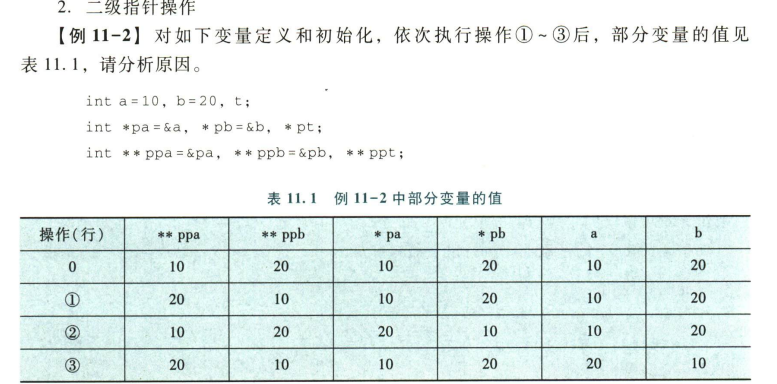 2. 二级指针操作
【例 11-2】 对如下变量定义和初始化，依次执行操作①~③后，部分变量的值见
表 11.1，请分析原因。
int a=10, b=20, t;
int *pa=&a, *pb=&b, *pt;
int **ppa=&pa, **ppb=&pb, **ppt;
表 11.1 例 11-2 中部分变量的值
操作(行) **ppa **ppb *pa *pb a b
0 10 20 10 20 10 20
① 20 10 10 20 10 20
② 10 20 20 10 10 20
③ 20 10 10 20 20 10